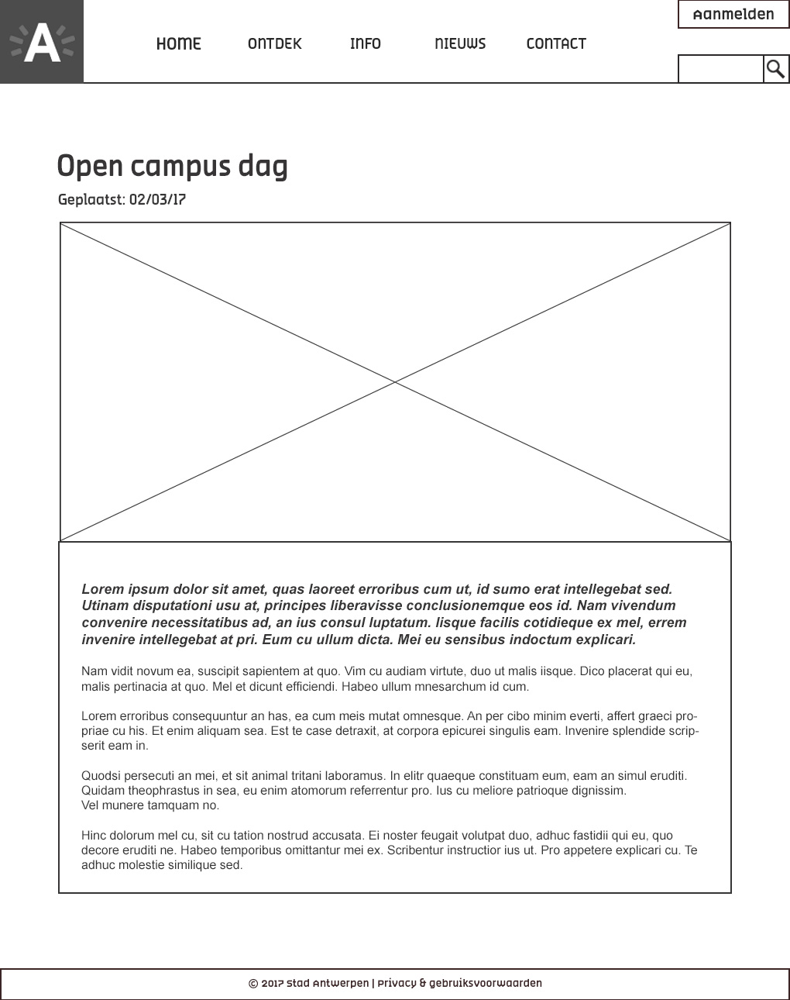 A
HOME
ONTDEK
INFO
NIEUWS
CONTACT
Aanmelden
Open campus dag
Geplaatst: 02/03/17
Lorem ipsum dolor sit amet, quas laoreet erroribus cum ut, id sumo erat intellegebat sed.
Utinam disputationi usu at, principes liberavisse conclusionemque eos id. Nam vivendum
convenire necessitatibus ad, an ius consul luptatum. Iisque facilis cotidieque ex mel, errem
invenire intellegebat at pri. Eum cu ullum dicta. Mei eu sensibus indoctum explicari.
Nam vidit novum ea, suscipit sapientem at quo. Vim cu audiam virtute, duo ut malis iisque. Dico placerat qui eu,
malis pertinacia at quo. Mel et dicunt efficiendi. Habeo ullum mnesarchum id cum.
Lorem erroribus consequuntur an has, ea cum meis mutat omnesque. An per cibo minim everti, affert graeci pro-
priae cu his. Et enim aliquam sea. Est te case detraxit, at corpora epicurei singulis eam. Invenire splendide scrip-
serit eam in.
Quodsi persecuti an mei, et sit animal tritani laboramus. In elitr quaeque constituam eum, eam an simul eruditi.
Quidam theophrastus in sea, eu enim atomorum referrentur pro. Ius cu meliore patrioque dignissim.
Vel munere tamquam no.
Hinc dolorum mel cu, sit cu tation nostrud accusata. Ei noster feugait volutpat duo, adhuc fastidii qui eu, quo
decore eruditi ne. Habeo temporibus omittantur mei ex. Scribentur instructior ius ut. Pro appetere explicari cu. Te
adhuc molestie similique sed.
© 2017 Stad Antwerpen | Privacy & gebruiksvoorwaarden